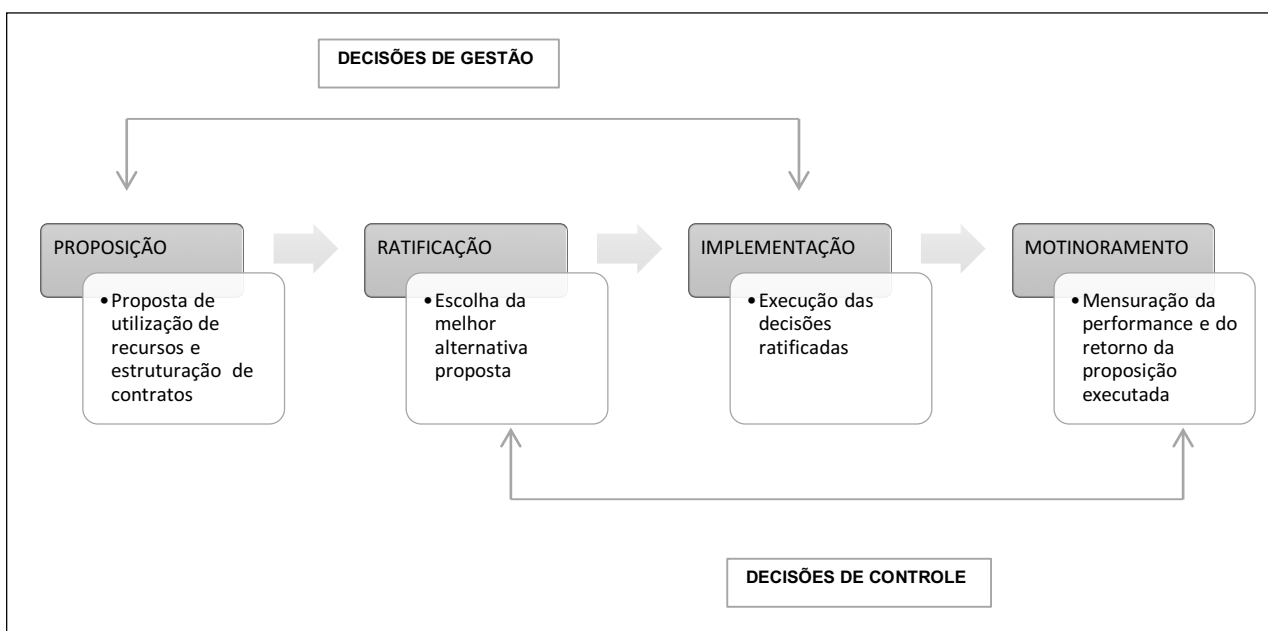 DECISÕES DE GESTÃO
PROPOSIÇÃO
•Proposta de
utilização de
recursos e
estruturação de
contratos
RATIFICAÇÃO
•Escolha da
melhor
alternativa
proposta
IMPLEMENTAÇÃO
•Execução das
decisões
ratificadas
MOTINORAMENTO
•Mensuração da
performance e do
retorno da
proposição
executada
DECISÕES DE CONTROLE